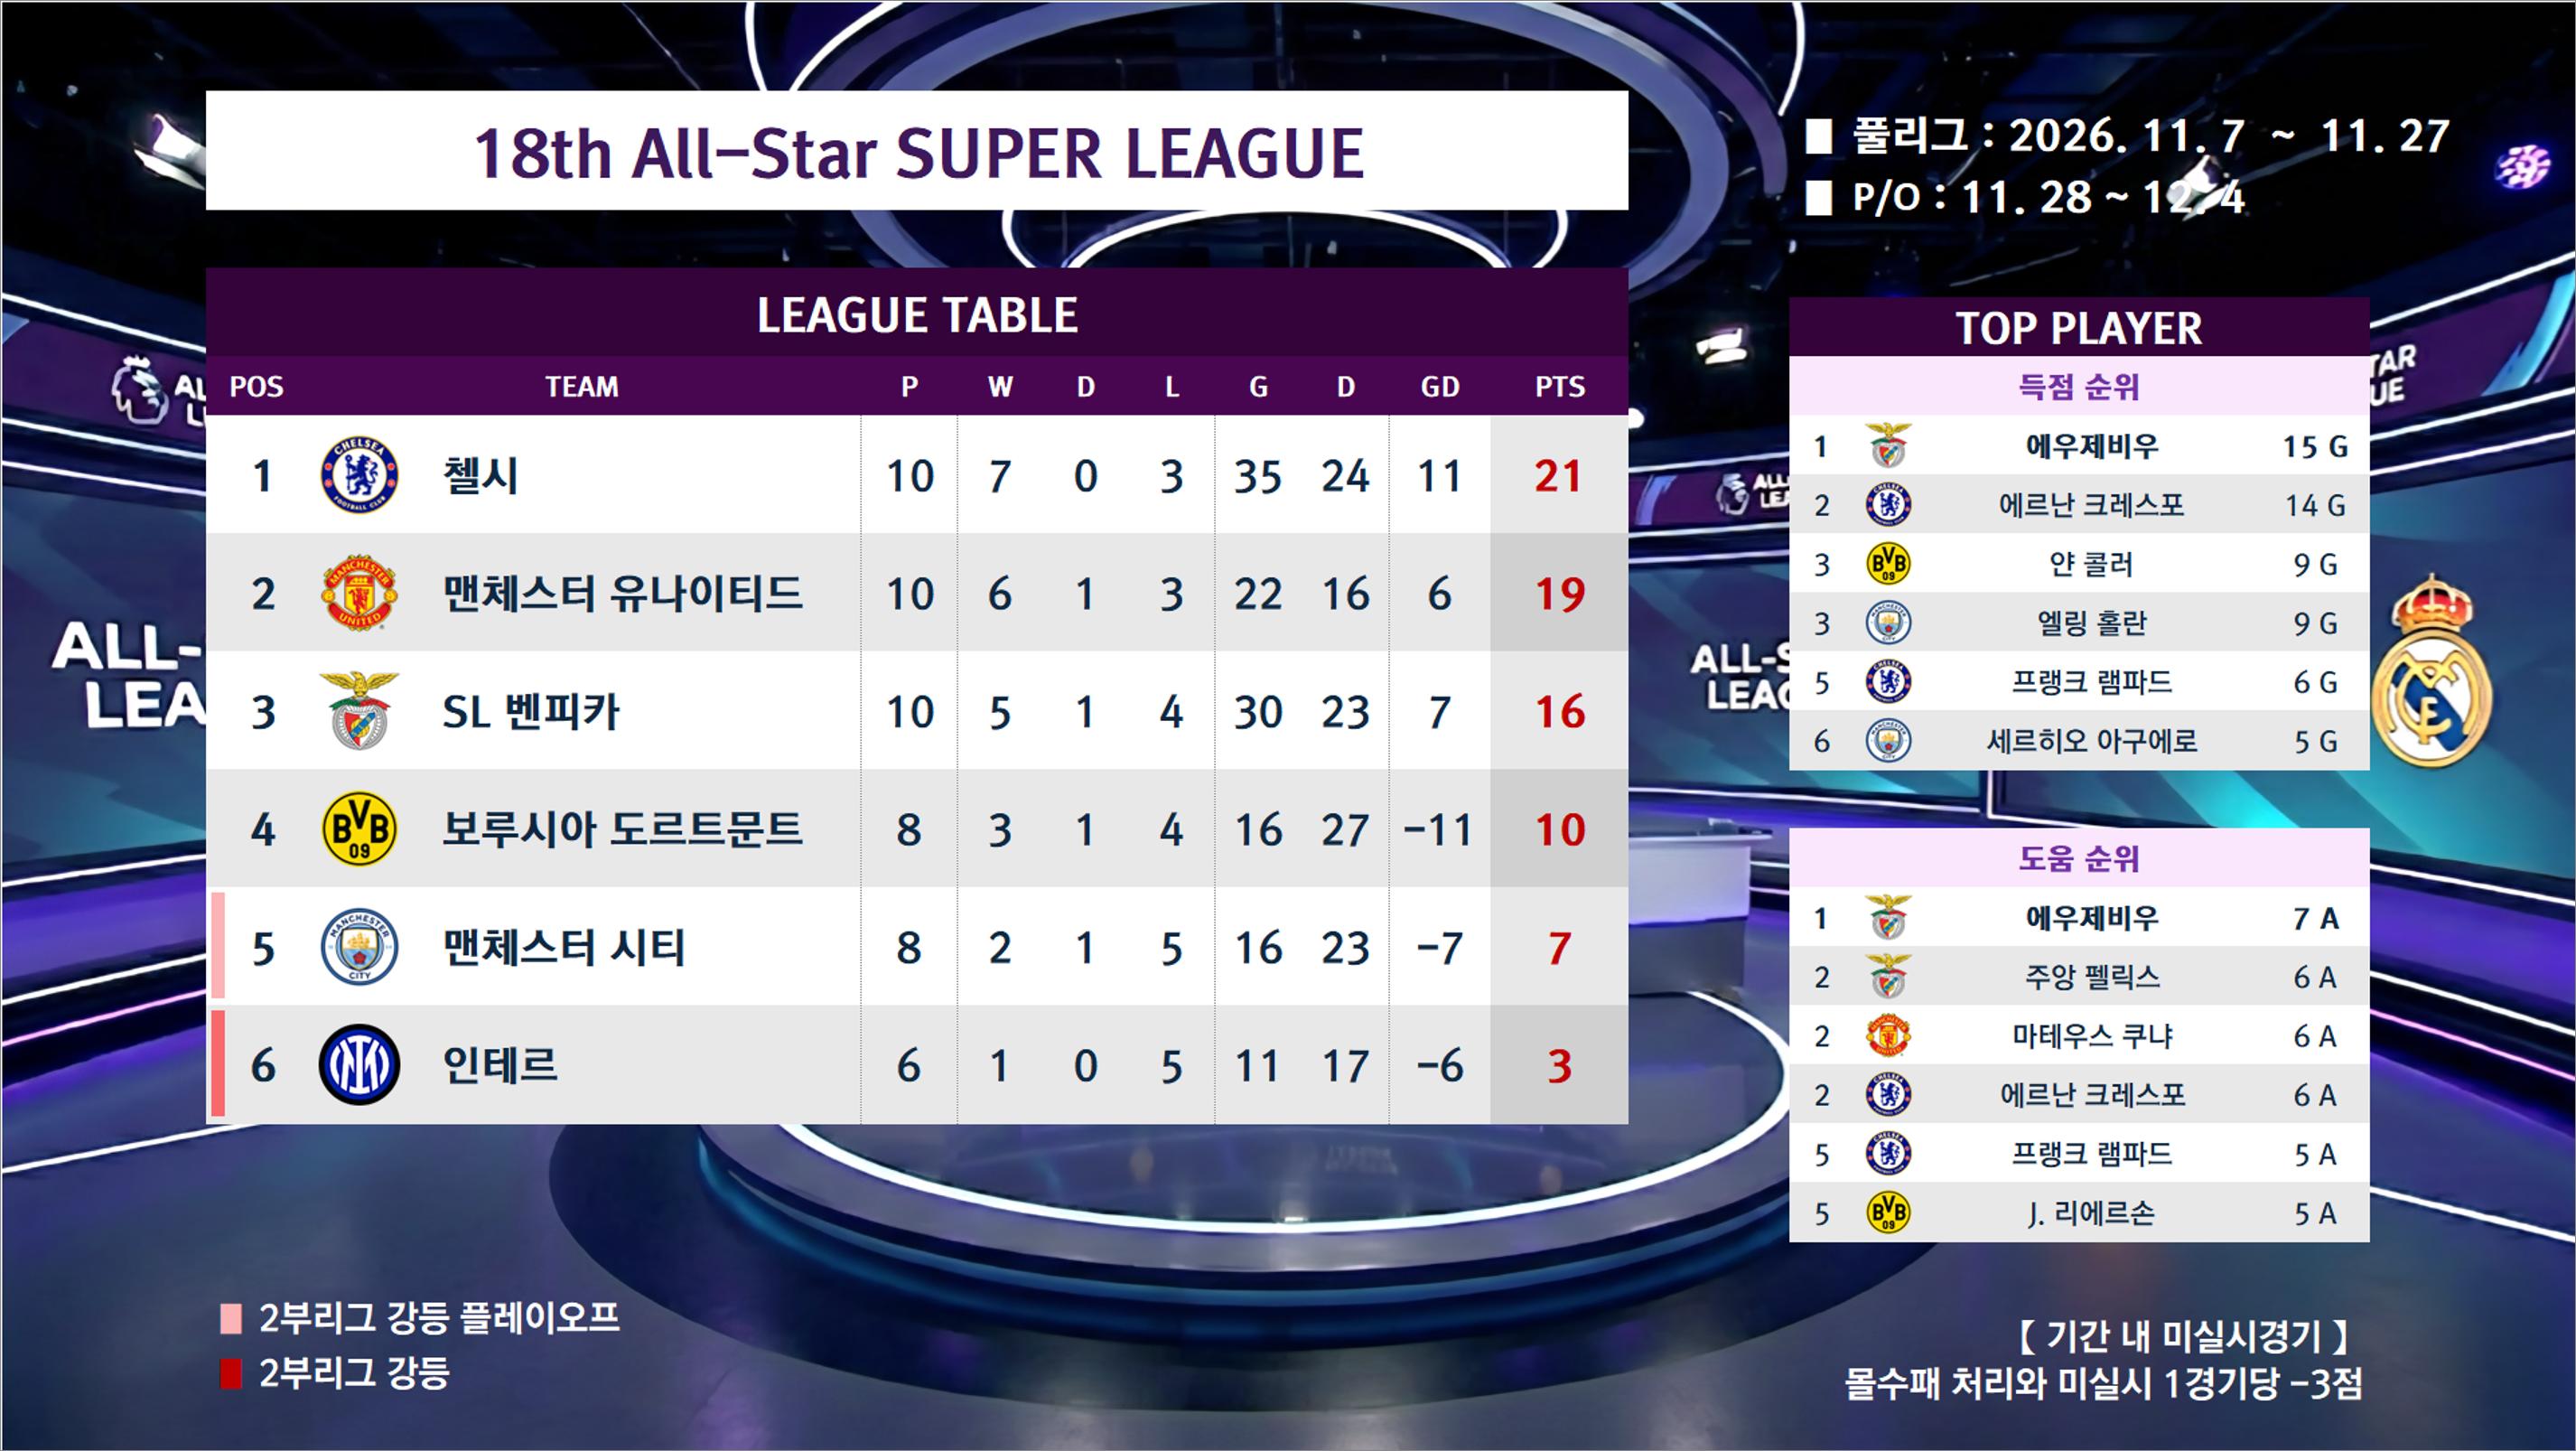 18th All-Star SUPER LEAGUE
■ 풀리그 : 2026. 11. 7 ~ 11. 27
■ P/O : 11. 28 ~ 12. 4
LEAGUE TABLE
POS TEAM P W D L G D GD PTS
1 첼시 10 7 0 3 35 24 11 21
2 맨체스터 유나이티드 10 6 1 3 22 16 6 19
3 SL 벤피카 10 5 1 4 30 23 7 16
4 보루시아 도르트문트 8 3 1 4 16 27 -11 10
5 맨체스터 시티 8 2 1 5 16 23 -7 7
6 인테르 6 1 0 5 11 17 -6 3
TOP PLAYER
득점 순위
1 에우제비우 15 G
2 에르난 크레스포 14 G
3 얀 콜러 9 G
3 엘링 홀란 9 G
5 프랭크 램파드 6 G
6 세르히오 아구에로 5 G
도움 순위
1 에우제비우 7 A
2 주앙 펠릭스 6 A
2 마테우스 쿠냐 6 A
2 에르난 크레스포 6 A
5 프랭크 램파드 5 A
5 J. 리에르손 5 A
2부리그 강등 플레이오프
2부리그 강등
【 기간 내 미실시경기 】
몰수패 처리와 미실시 1경기당 -3점